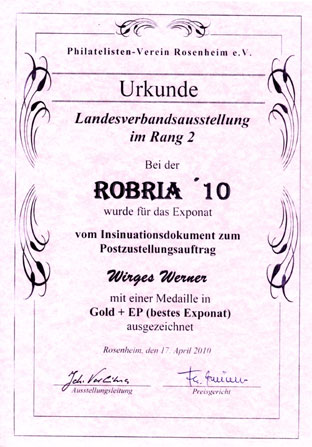 Philatelisten-Verein Rosenheim e.V.
Urkunde
Landesverbandsausstellung
im Rang 2
Bei der
ROBRIA ´10
wurde für das Exponat
vom Insinuationsdokument zum
Postzustellungsauftrag
Wirges Werner
mit einer Medaille in
Gold + EP (bestes Exponat)
ausgezeichnet
Rosenheim, den 17. April 2010
Ausstellungsleitung Preisgericht